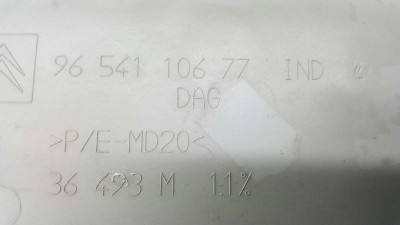 96 541 106 77 IND
DAG
>P/E-MD20<
36 493 M 1.1%